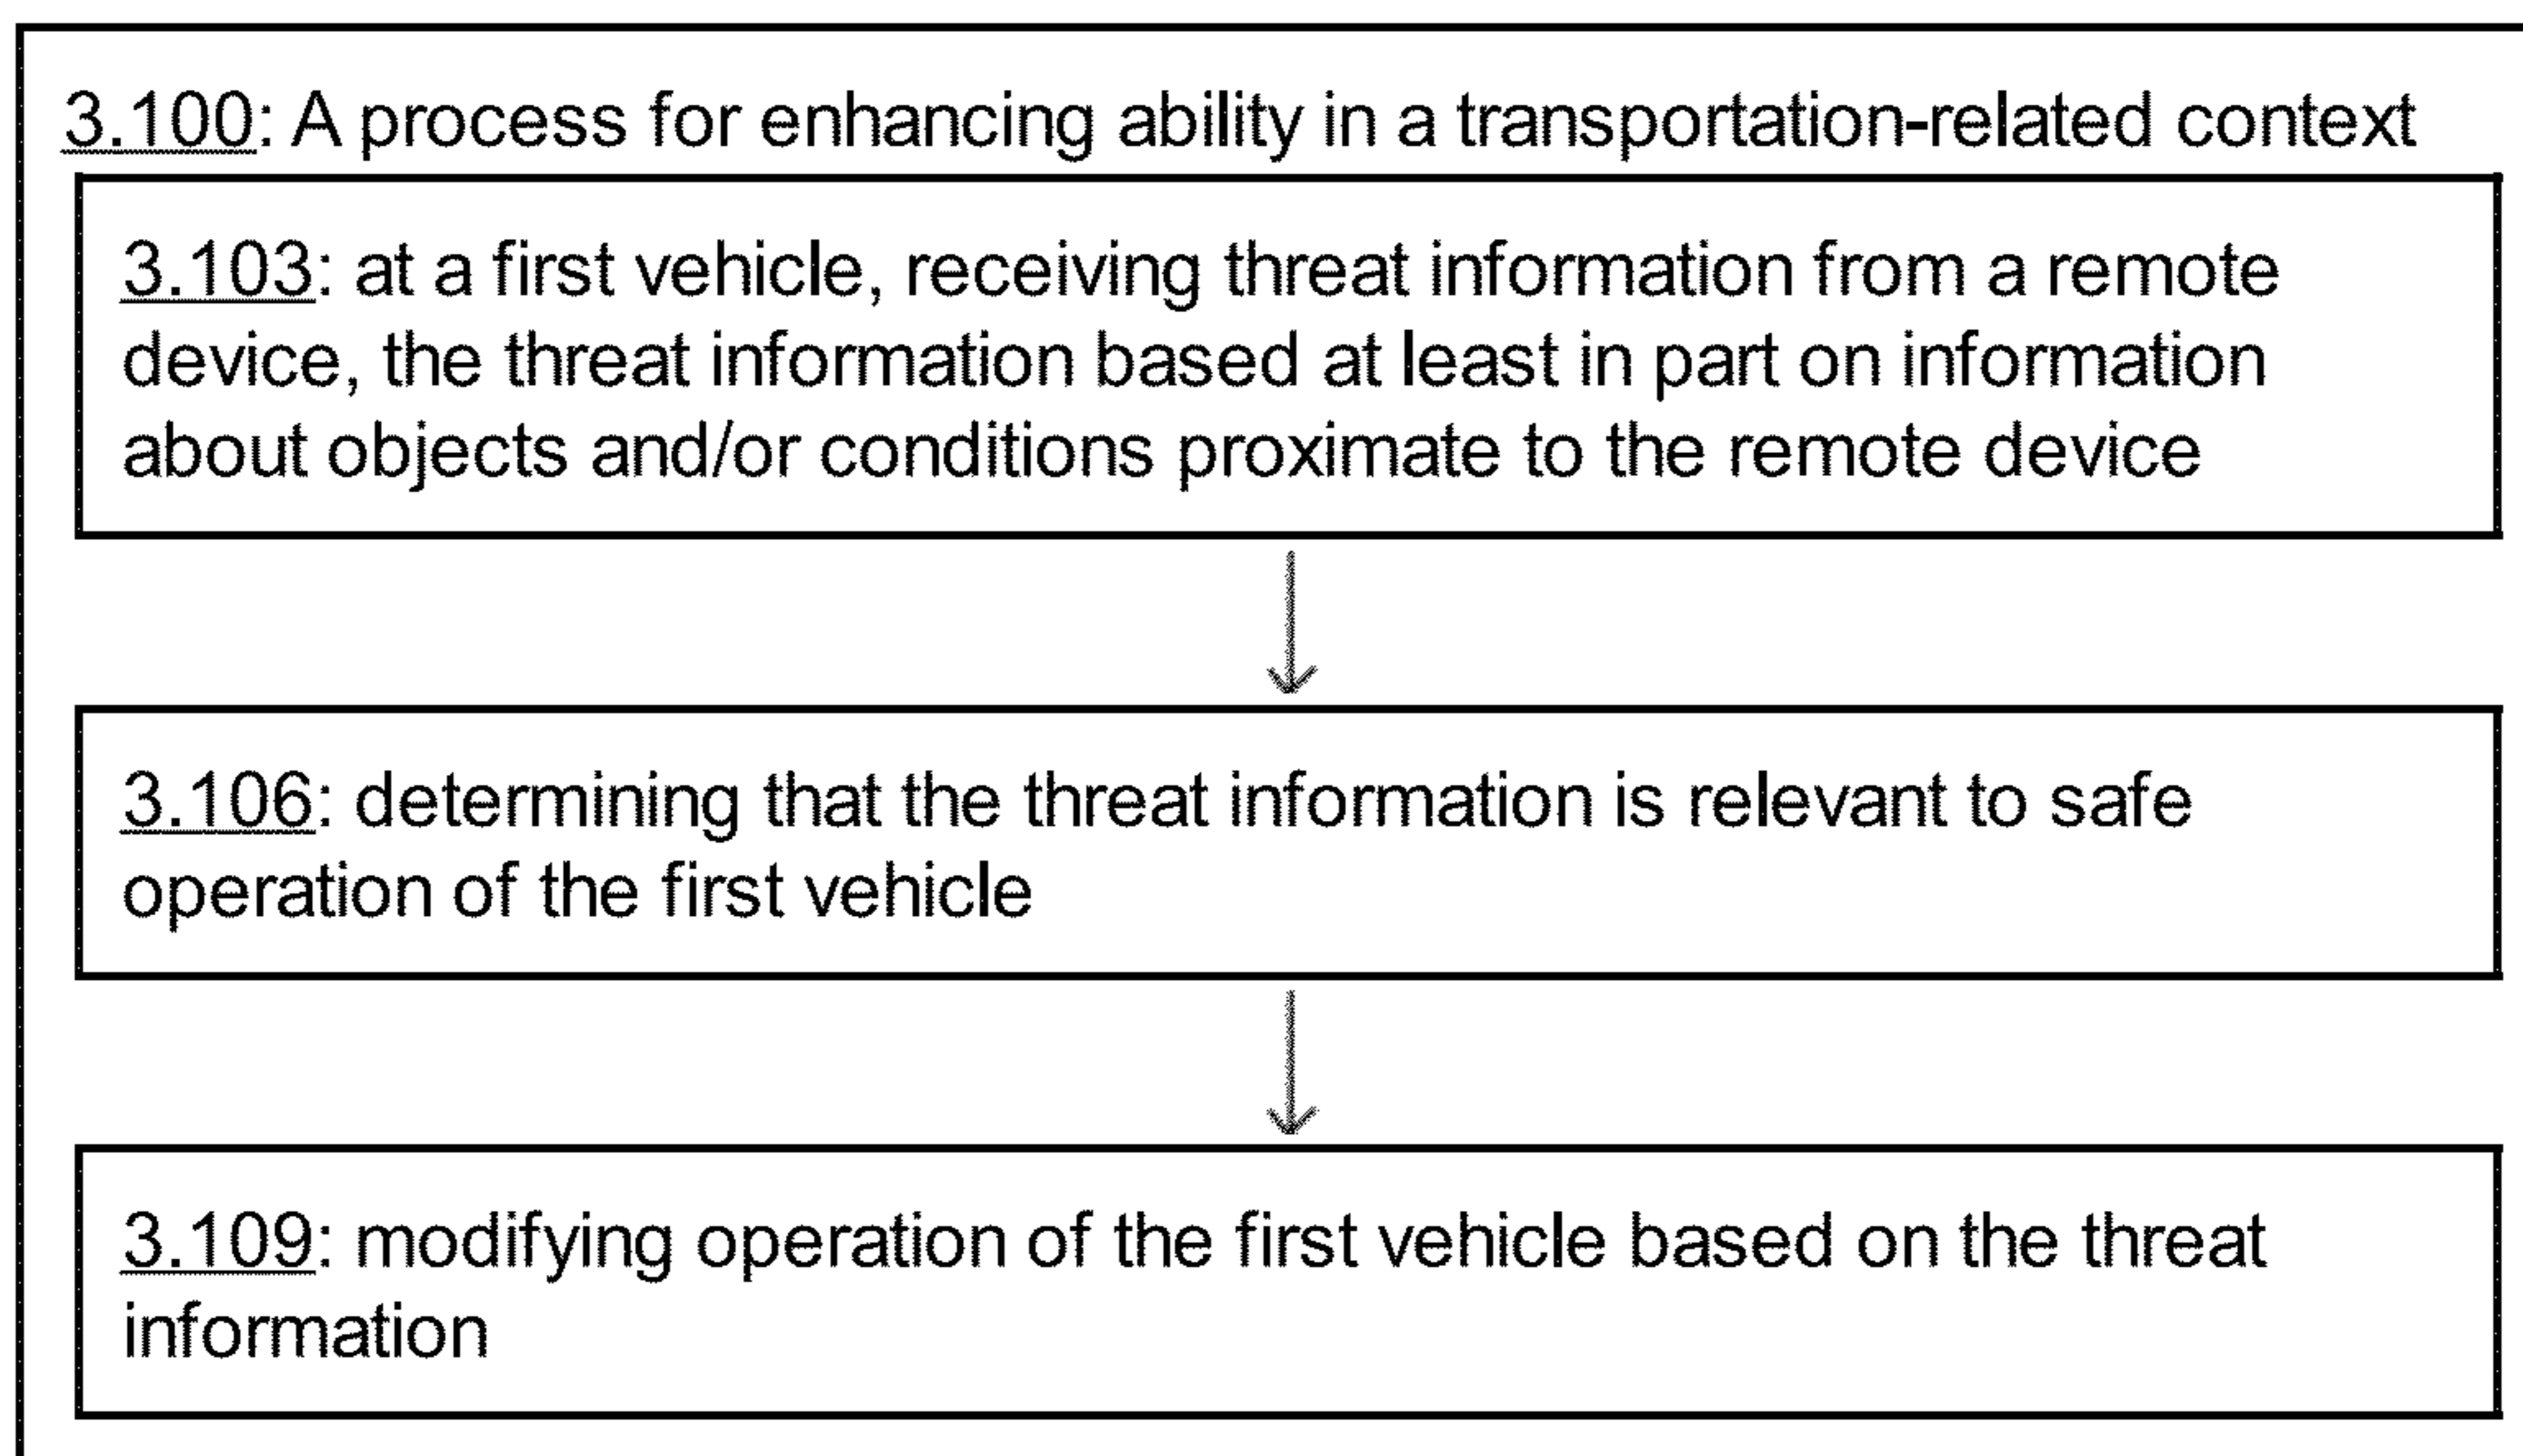 3.100: A process for enhancing ability in a transportation-related context
3.103: at a first vehicle, receiving threat information from a remote
device, the threat information based at least in part on information
about objects and/or conditions proximate to the remote device
3.106: determining that the threat information is relevant to safe
operation of the first vehicle
3.109: modifying operation of the first vehicle based on the threat
information